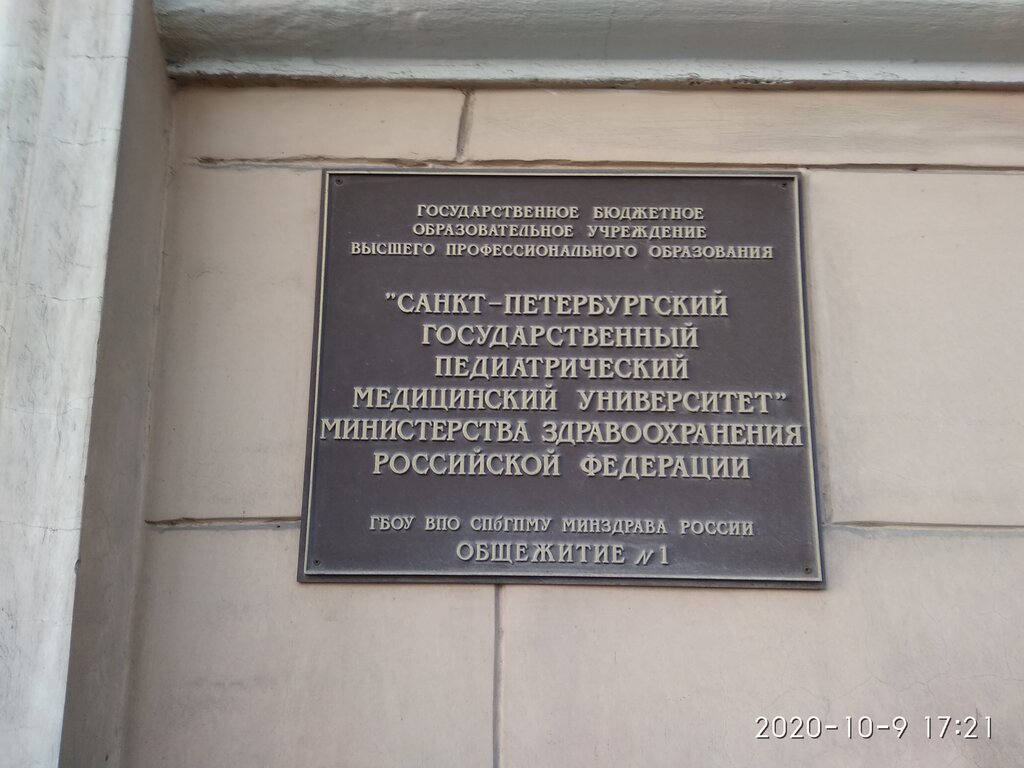 ГОСУДАРСТВЕННОЕ БЮДЖЕТНОЕ
ОБРАЗОВАТЕЛЬНОЕ УЧРЕЖДЕНИЕ
ВЫСШЕГО ПРОФЕССИОНАЛЬНОГО ОБРАЗОВАНИЯ
"САНКТ-ПЕТЕРБУРГСКИЙ
ГОСУДАРСТВЕННЫЙ
ПЕДИАТРИЧЕСКИЙ
МЕДИЦИНСКИЙ УНИВЕРСИТЕТ"
МИНИСТЕРСТВА ЗДРАВООХРАНЕНИЯ
РОССИЙСКОЙ ФЕДЕРАЦИИ
ГБОУ ВПО СПбГПМУ МИНЗДРАВА РОССИИ
ОБЩЕЖИТИЕ N1
2020-10-9 17:21